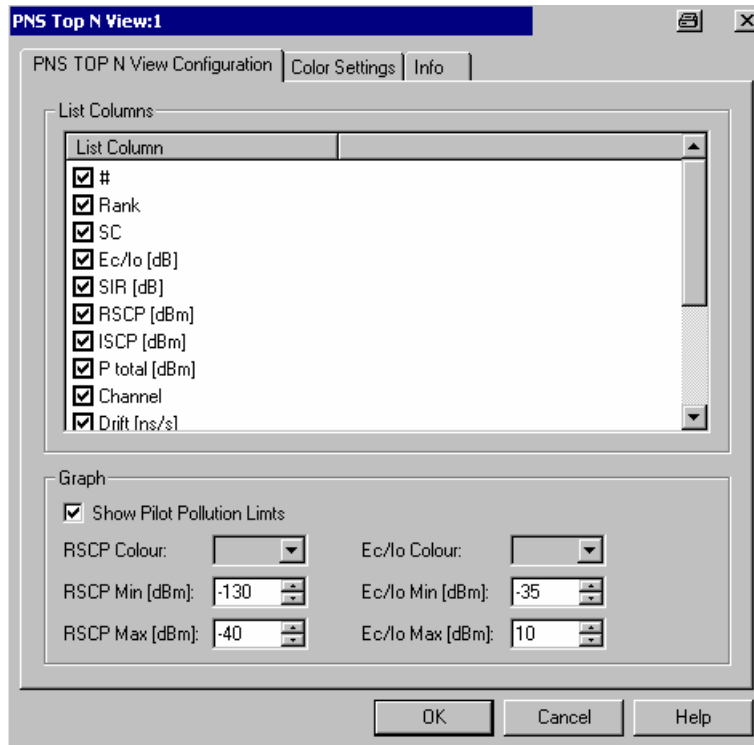 PNS Top N View:1
PNS TOP N View Configuration Color Settings Info
List Columns
List Column
#
Rank
SC
Ec/Io [dB]
SIR [dB]
RSCP [dBm]
ISCP [dBm]
P total [dBm]
Channel
Drift [ns/s]
Graph
Show Pilot Pollution Limts
RSCP Colour: Ec/Io Colour:
RSCP Min [dBm]: -130 Ec/Io Min [dBm]: -35
RSCP Max [dBm]: -40 Ec/Io Max [dBm]: 10
OK Cancel Help